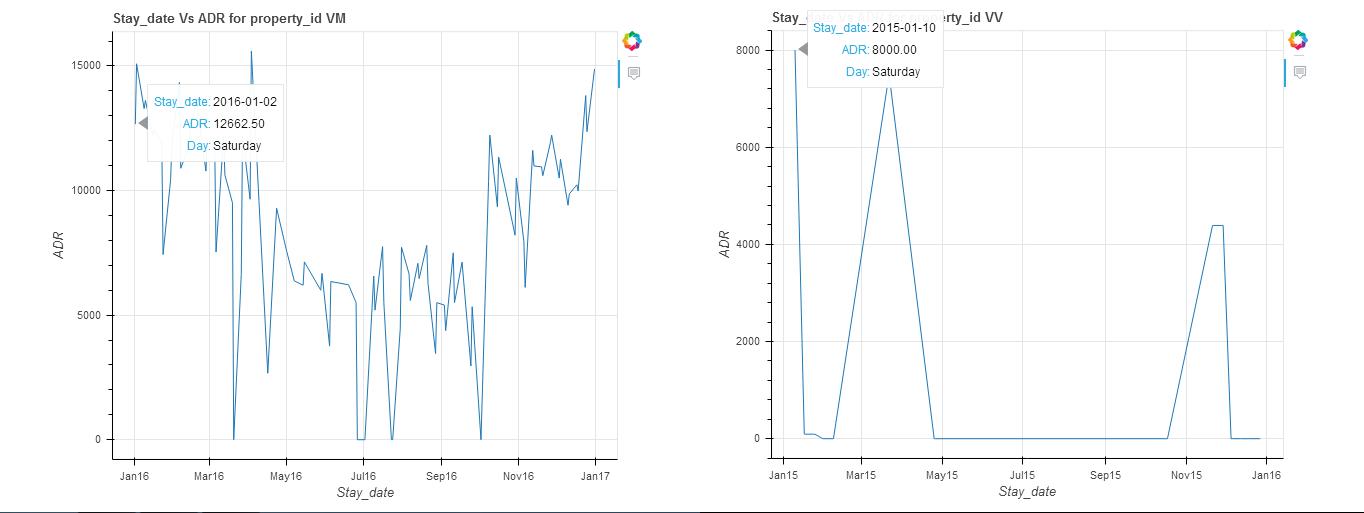 Stay_date Vs ADR for property_id VM
15000
10000
5000
0
ADR
Stay_date: 2016-01-02
ADR: 12662.50
Day: Saturday
Jan16
Mar16
May16
Jul16
Sep16
Nov16
Jan17
Stay_date
Stay_
erty_id VV
8000
6000
4000
2000
0
ADR
Stay_date: 2015-01-10
ADR: 8000.00
Day: Saturday
Jan15
Mar15
May15
Jul15
Sep15
Nov15
Jan16
Stay_date